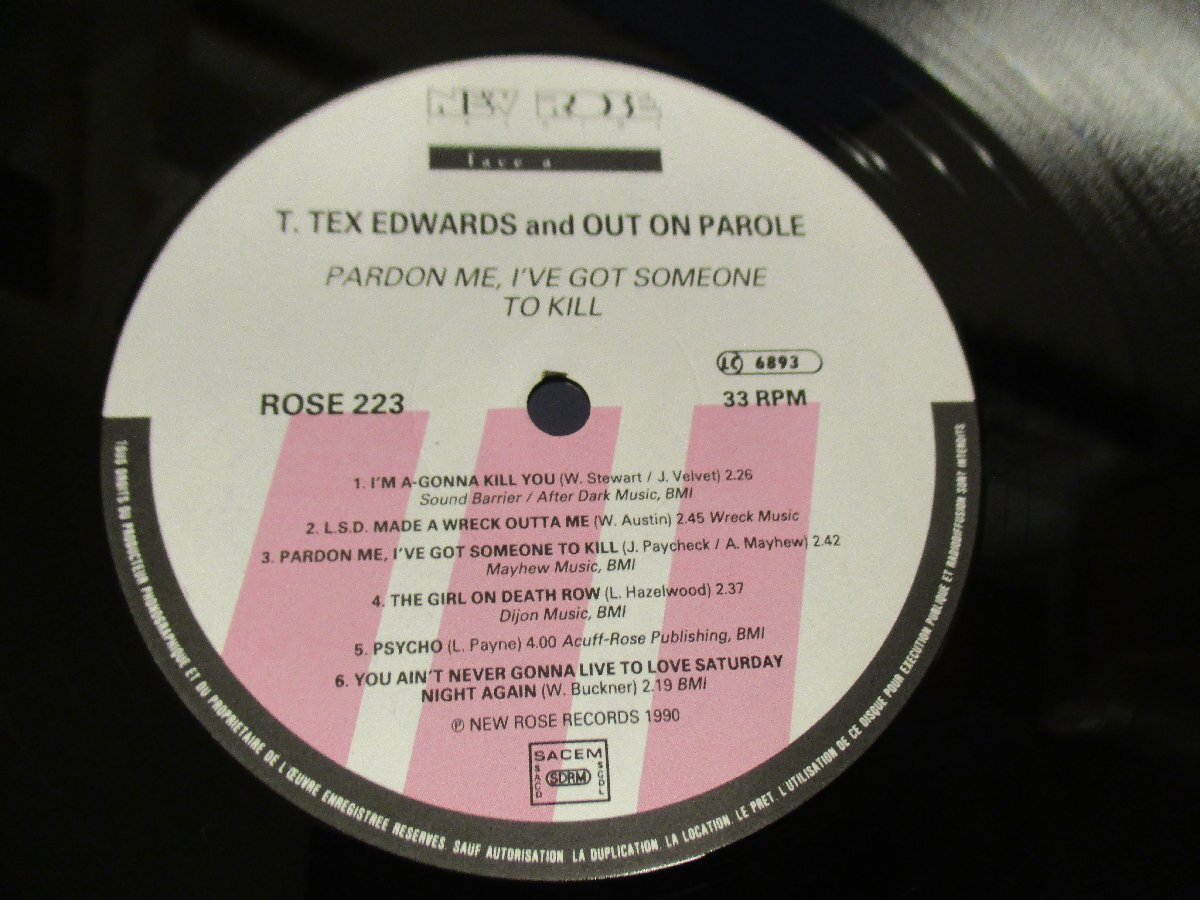 NEW ROSE
face a
T. TEX EDWARDS and OUT ON PAROLE
PARDON ME, I'VE GOT SOMEONE
TO KILL
LC 6893
ROSE 223
33 RPM
1. I'M A-GONNA KILL YOU (W. Stewart / J. Velvet) 2.26
Sound Barrier / After Dark Music, BMI
2. L.S.D. MADE A WRECK OUTTA ME (W. Austin) 2.45 Wreck Music
3. PARDON ME, I'VE GOT SOMEONE TO KILL (J. Paycheck / A. Mayhew) 2.42
Mayhew Music, BMI
4. THE GIRL ON DEATH ROW (L. Hazelwood) 2.37
Dijon Music, BMI
5. PSYCHO (L. Payne) 4.00 Acuff-Rose Publishing, BMI
6. YOU AIN'T NEVER GONNA LIVE TO LOVE SATURDAY
NIGHT AGAIN (W. Buckner) 2.19 BMI
℗ NEW ROSE RECORDS 1990
SACEM
SACD
SDRM
SGDL
TOUS DROITS DU PRODUCTEUR PHONOGRAPHIQUE ET DU PROPRIETAIRE DE L'ŒUVRE ENREGISTREE RESERVES. SAUF AUTORISATION. LA DUPLICATION. LA LOCATION. LE PRET. L'UTILISATION DE CE DISQUE POUR EXECUTION PUBLIQUE ET RADIODIFFUSION SONT INTERDITS